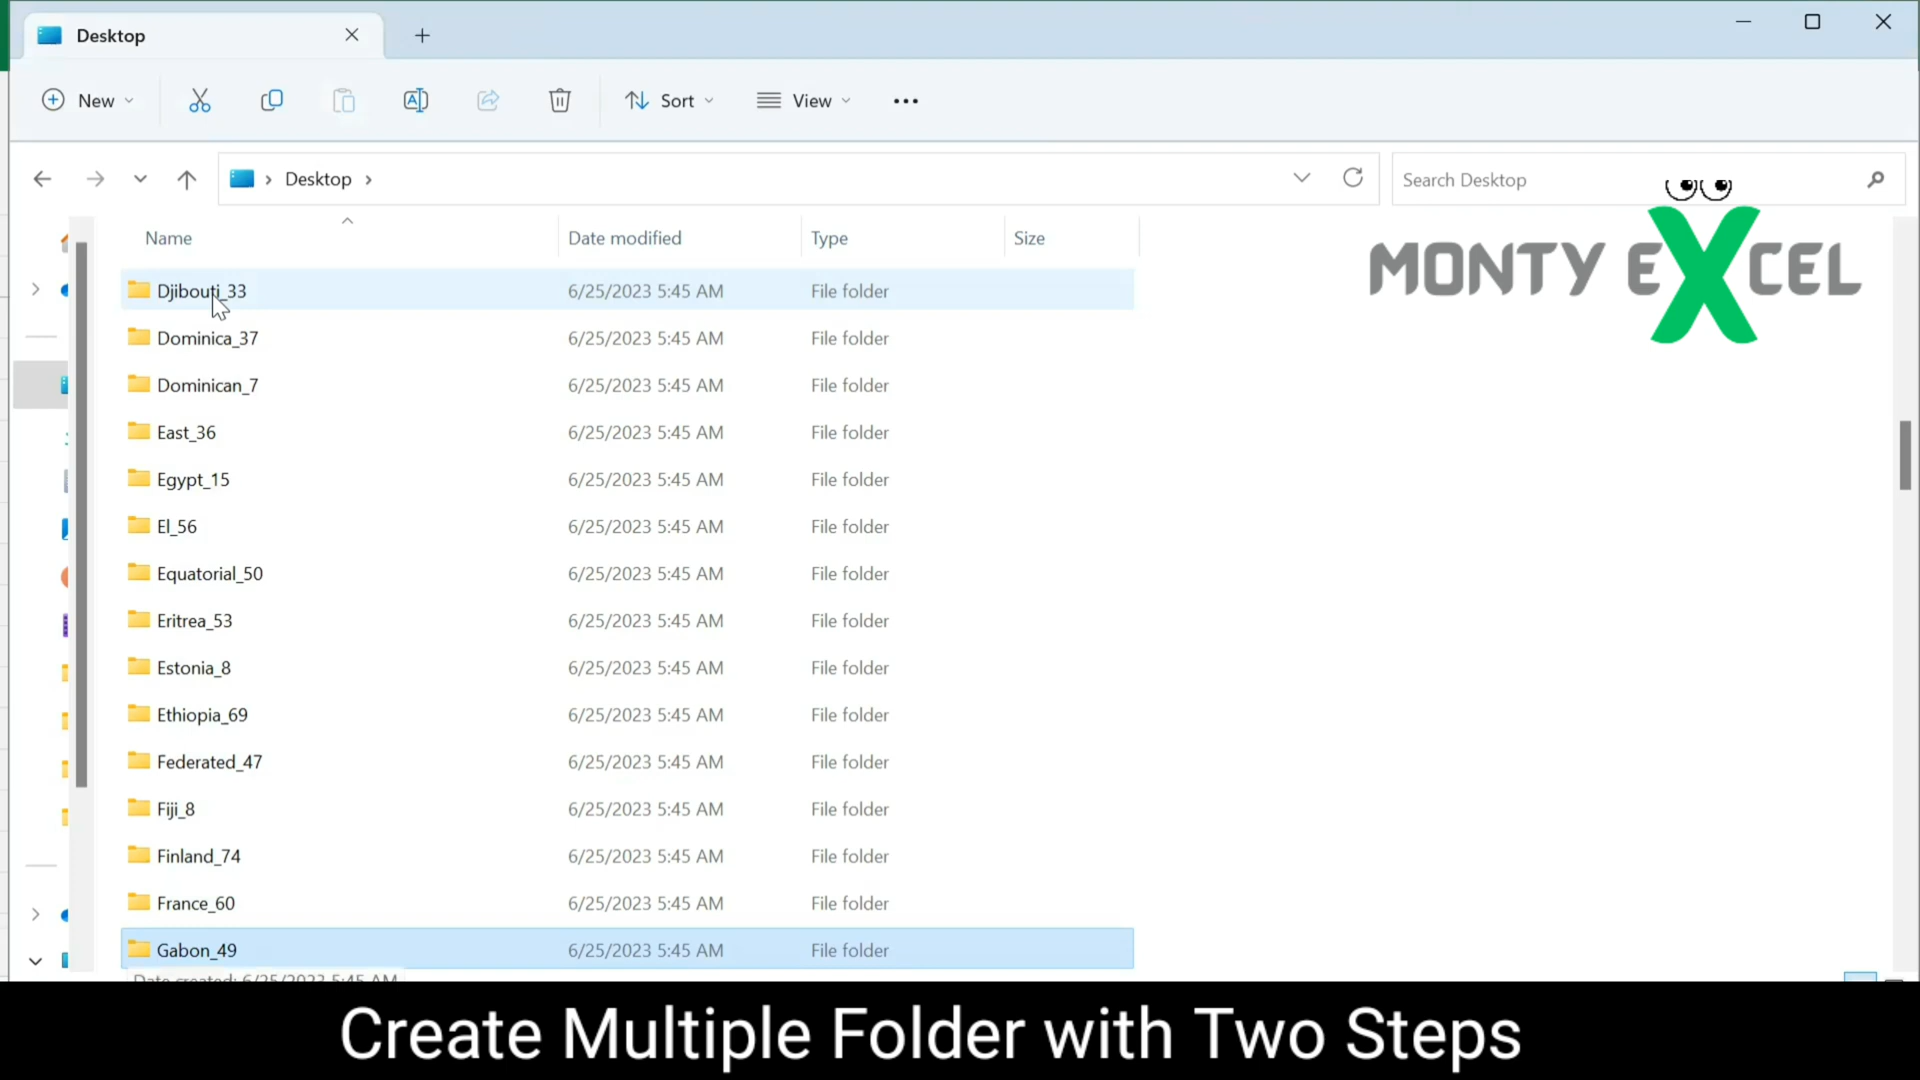 Desktop
New
Sort
View
Desktop
Search Desktop
MONTY EXCEL
Name Date modified Type Size
Djibouti_33 6/25/2023 5:45 AM File folder
Dominica_37 6/25/2023 5:45 AM File folder
Dominican_7 6/25/2023 5:45 AM File folder
East_36 6/25/2023 5:45 AM File folder
Egypt_15 6/25/2023 5:45 AM File folder
El_56 6/25/2023 5:45 AM File folder
Equatorial_50 6/25/2023 5:45 AM File folder
Eritrea_53 6/25/2023 5:45 AM File folder
Estonia_8 6/25/2023 5:45 AM File folder
Ethiopia_69 6/25/2023 5:45 AM File folder
Federated_47 6/25/2023 5:45 AM File folder
Fiji_8 6/25/2023 5:45 AM File folder
Finland_74 6/25/2023 5:45 AM File folder
France_60 6/25/2023 5:45 AM File folder
Gabon_49 6/25/2023 5:45 AM File folder
Date created: 6/25/2023 5:45 AM
Create Multiple Folder with Two Steps